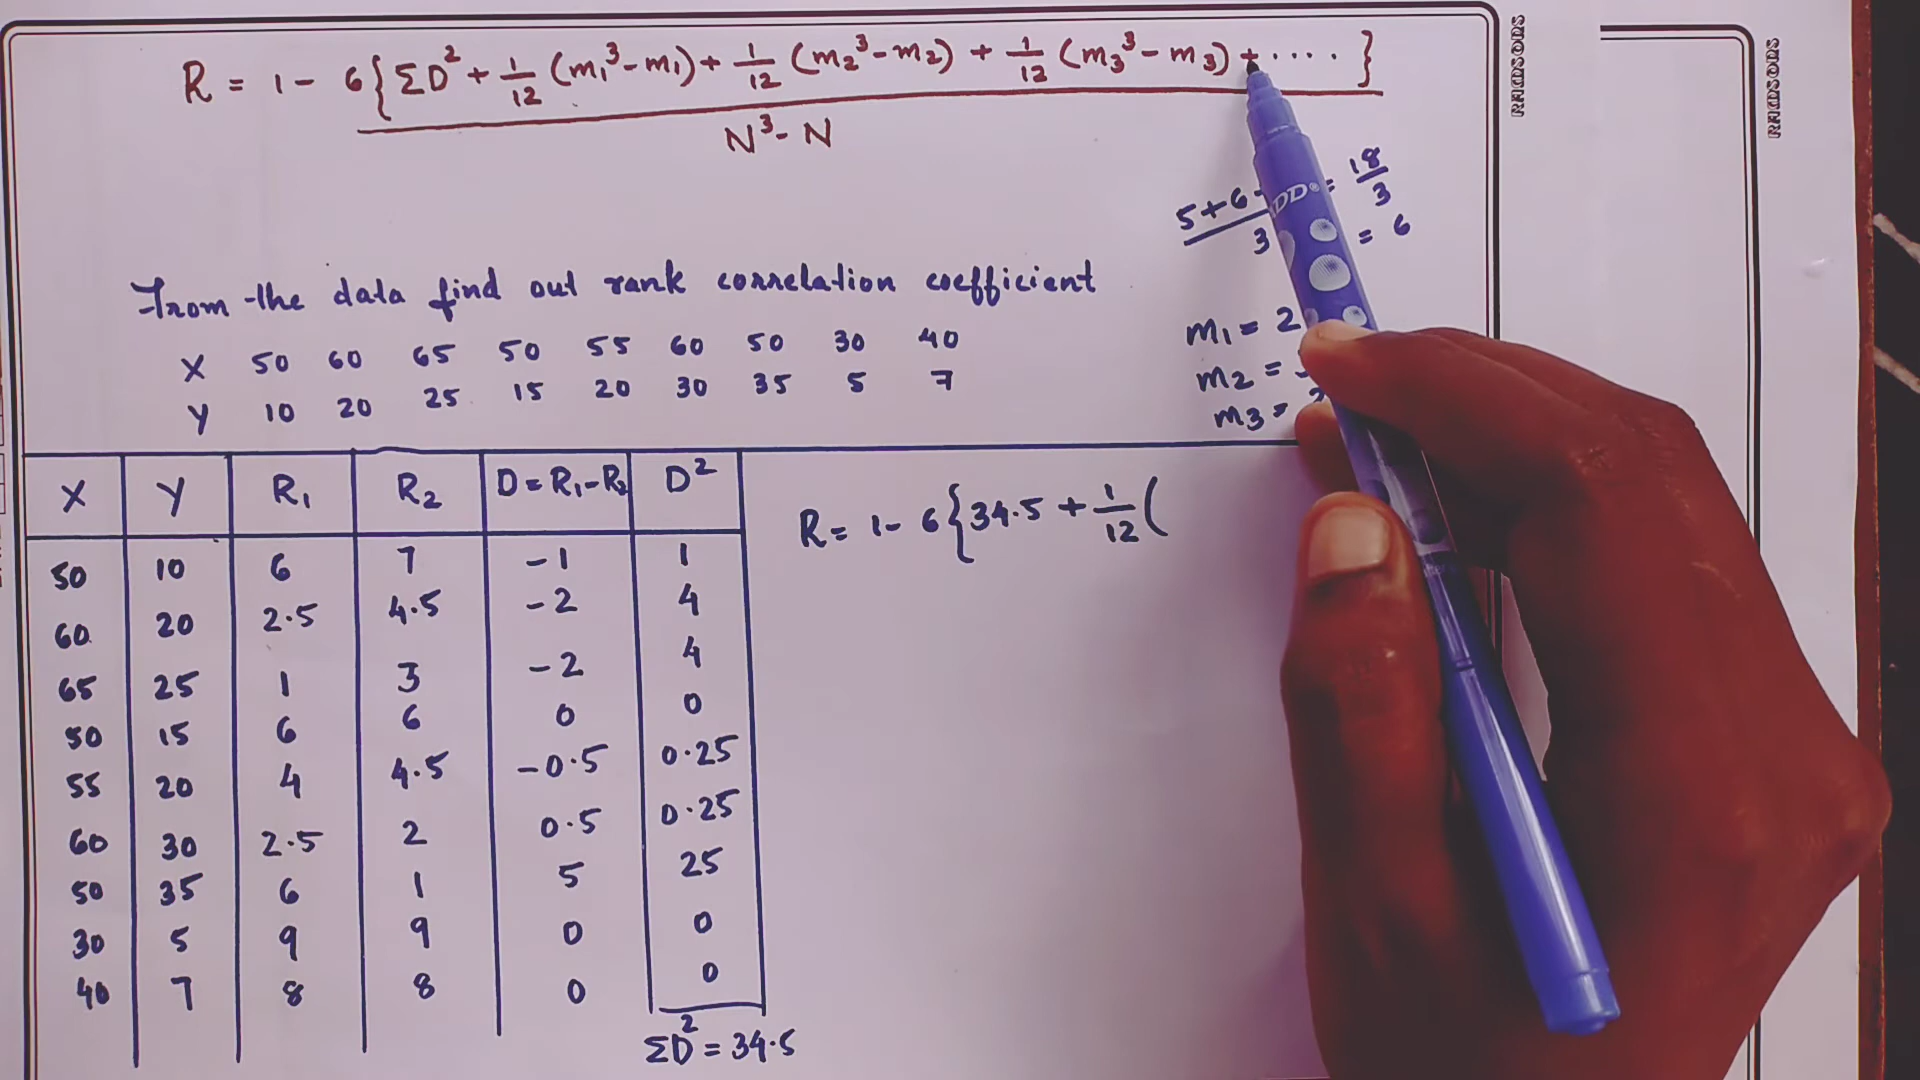 R = 1 - 6{ΣD² + 1/12 (m₁³ - m₁) + 1/12 (m₂³ - m₂) + 1/12 (m₃³ - m₃) + .... }
N³ - N
RAINDSONS
RAINDSONS
5+6 = 18/3
3 = 6
DD
From the data find out rank correlation coefficient
X 50 60 65 50 55 60 50 30 40
Y 10 20 25 15 20 30 35 5 7
m₁ = 2
m₂ =
m₃ =
X Y R₁ R₂ D = R₁ - R₂ D²
R = 1 - 6{34.5 + 1/12 (
50 10 6 7 -1 1
60 20 2.5 4.5 -2 4
65 25 1 3 -2 4
50 15 6 6 0 0
55 20 4 4.5 -0.5 0.25
60 30 2.5 2 0.5 0.25
50 35 6 1 5 25
30 5 9 9 0 0
40 7 8 8 0 0
ΣD² = 34.5